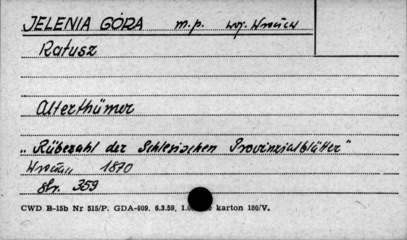 JELENIA GÓRA m.p. woj. Wrocław
Ratusz
Alterthümer
„Rübezahl der Schlesischen Provinzialblätter"
Wrocław 1870
str. 359
CWD B-15b Nr 515/P. GDA-809. 6.3.59. karton 180/V.